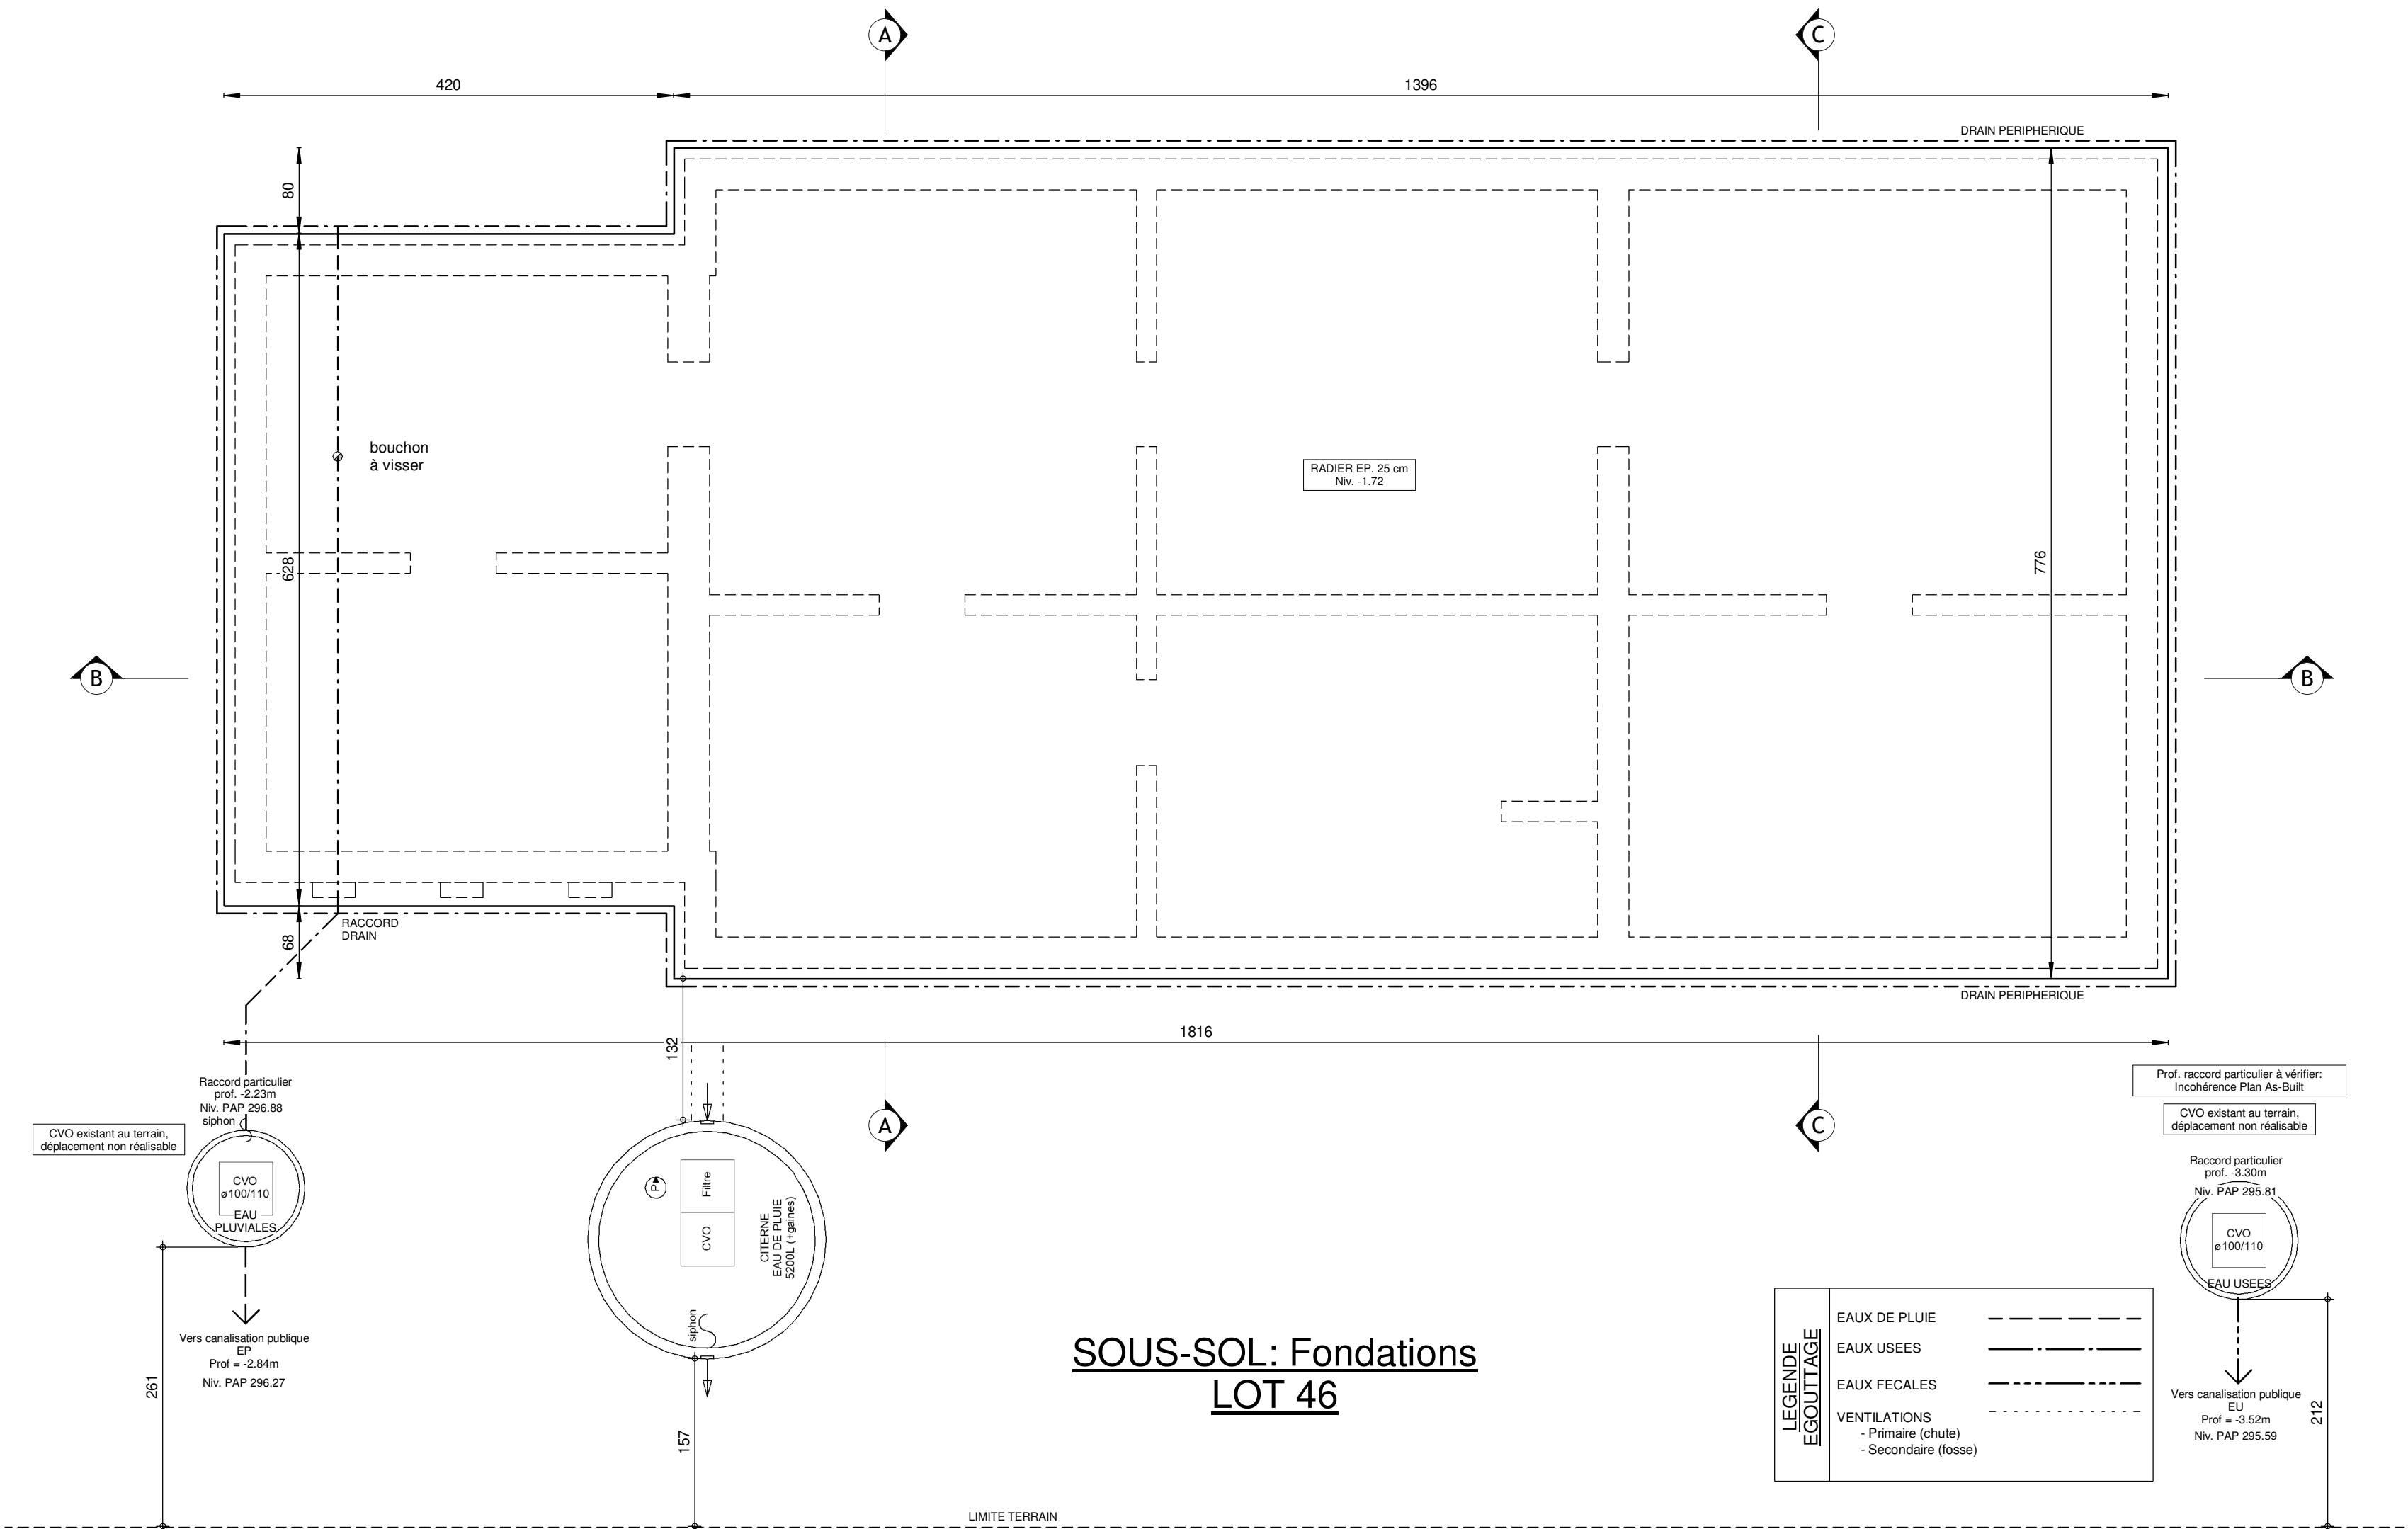 A
C
420
1396
DRAIN PERIPHERIQUE
80
bouchon
à visser
RADIER EP. 25 cm
Niv. -1.72
628
776
B
B
RACCORD
DRAIN
68
DRAIN PERIPHERIQUE
1816
132
Raccord particulier
prof. -2.23m
Niv. PAP 296.88
siphon
CVO existant au terrain,
déplacement non réalisable
CVO
ø100/110
EAU
PLUVIALES
A
C
Prof. raccord particulier à vérifier:
Incohérence Plan As-Built
CVO existant au terrain,
déplacement non réalisable
Raccord particulier
prof. -3.30m
Niv. PAP 295.81
CVO
ø100/110
EAU USEES
P
Filtre
CVO
CITERNE
EAU DE PLUIE
5200L (+gaines)
siphon
Vers canalisation publique
EP
Prof = -2.84m
Niv. PAP 296.27
261
157
SOUS-SOL: Fondations
LOT 46
LEGENDE
EGOUTTAGE
EAUX DE PLUIE
EAUX USEES
EAUX FECALES
VENTILATIONS
- Primaire (chute)
- Secondaire (fosse)
Vers canalisation publique
EU
Prof = -3.52m
Niv. PAP 295.59
212
LIMITE TERRAIN